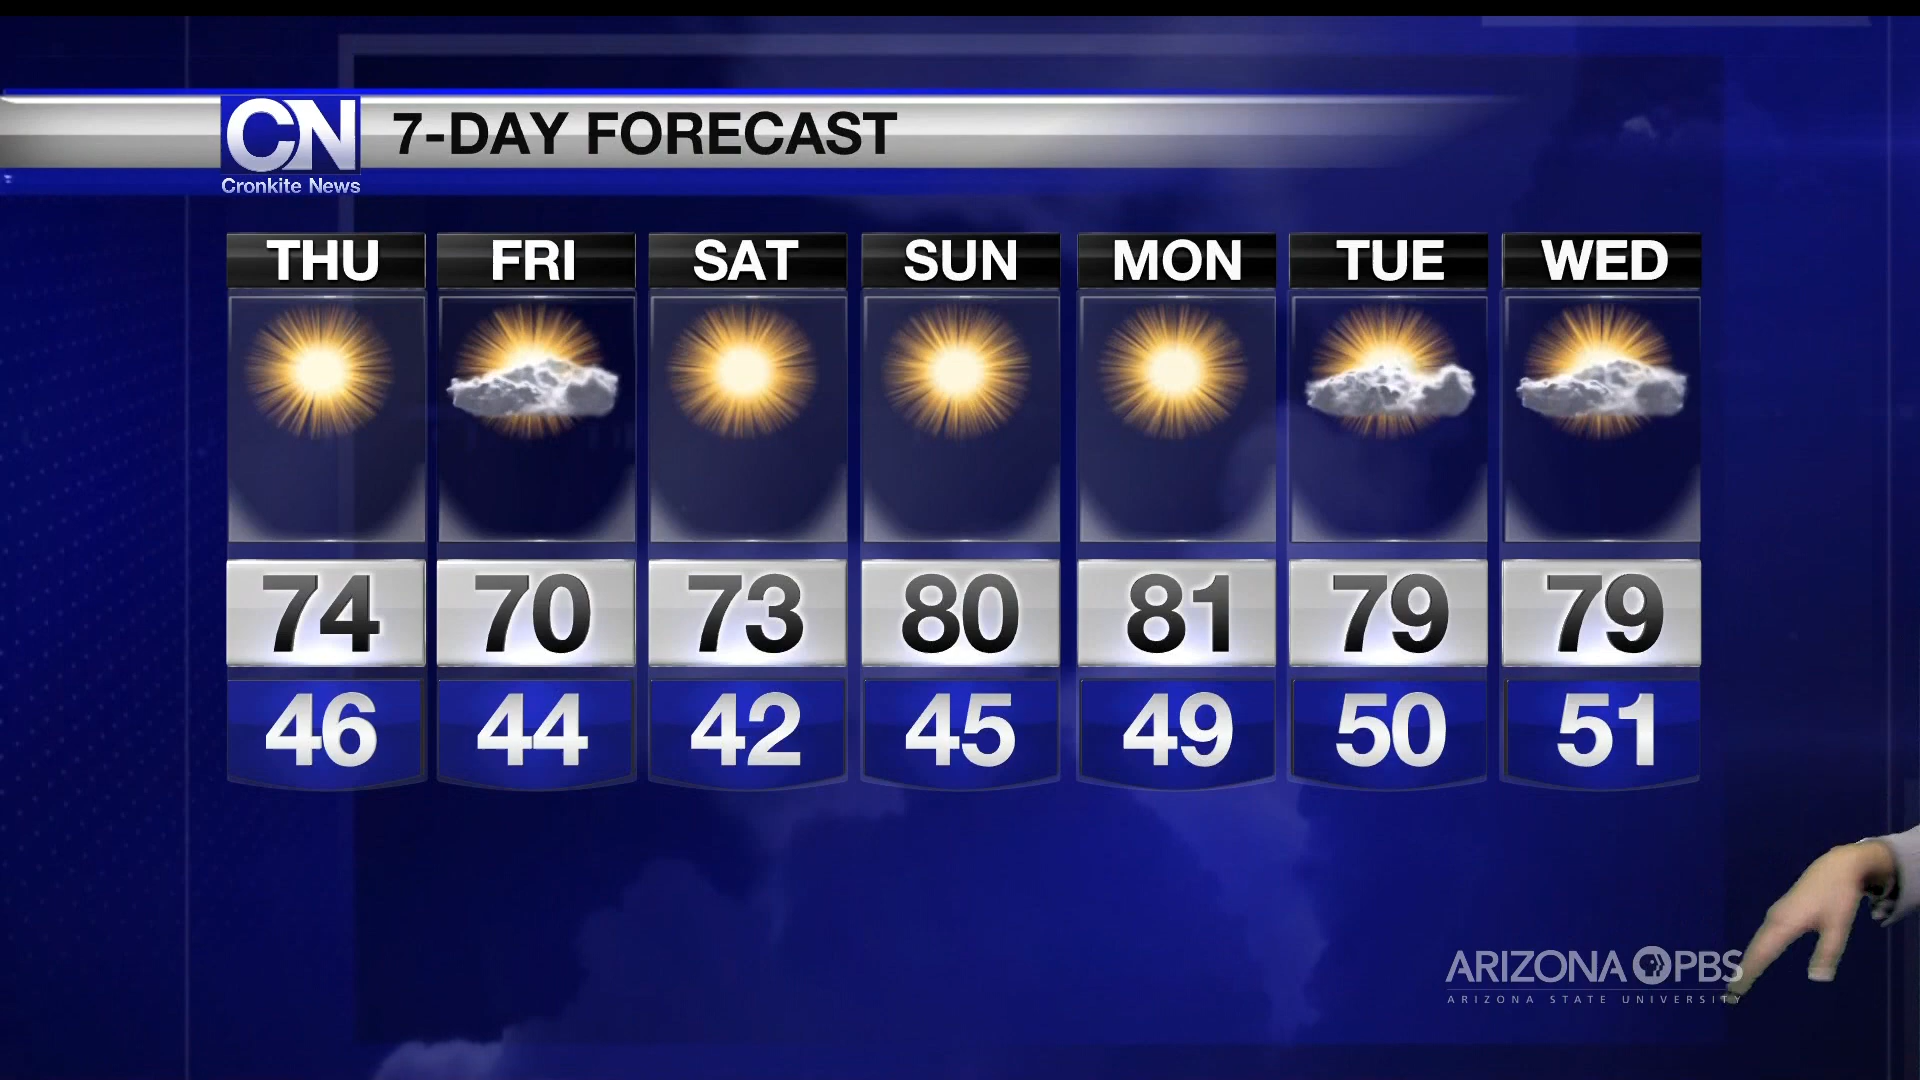 CN
Cronkite News
7-DAY FORECAST
THU FRI SAT SUN MON TUE WED
74 70 73 80 81 79 79
46 44 42 45 49 50 51
ARIZONA PBS
ARIZONA STATE UNIVERSITY